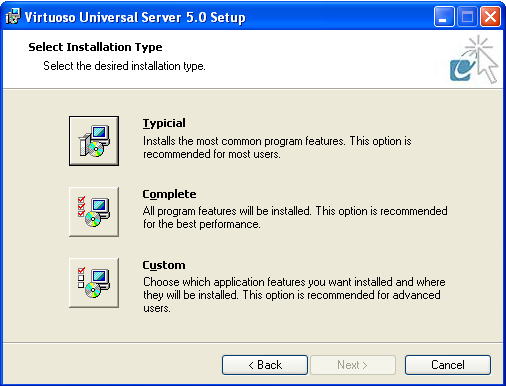 Virtuoso Universal Server 5.0 Setup
Select Installation Type
Select the desired installation type.
Typicial
Installs the most common program features. This option is
recommended for most users.
Complete
All program features will be installed. This option is recommended
for the best performance.
Custom
Choose which application features you want installed and where
they will be installed. This option is recommended for advanced
users.
< Back
Next >
Cancel